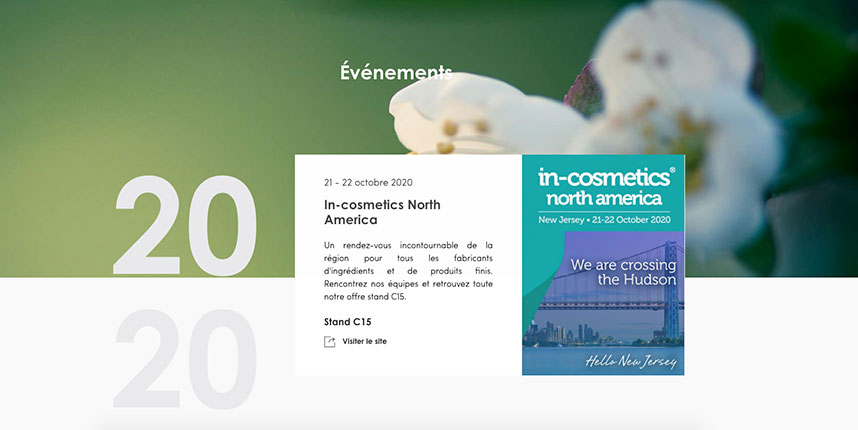 Événements
20
20
21 - 22 octobre 2020
In-cosmetics North
America
Un rendez-vous incontournable de la
région pour tous les fabricants
d'ingrédients et de produits finis.
Rencontrez nos équipes et retrouvez toute
notre offre stand C15.
Stand C15
Visiter le site
in-cosmetics®
north america
New Jersey • 21-22 October 2020
We are crossing
the Hudson
Hello New Jersey